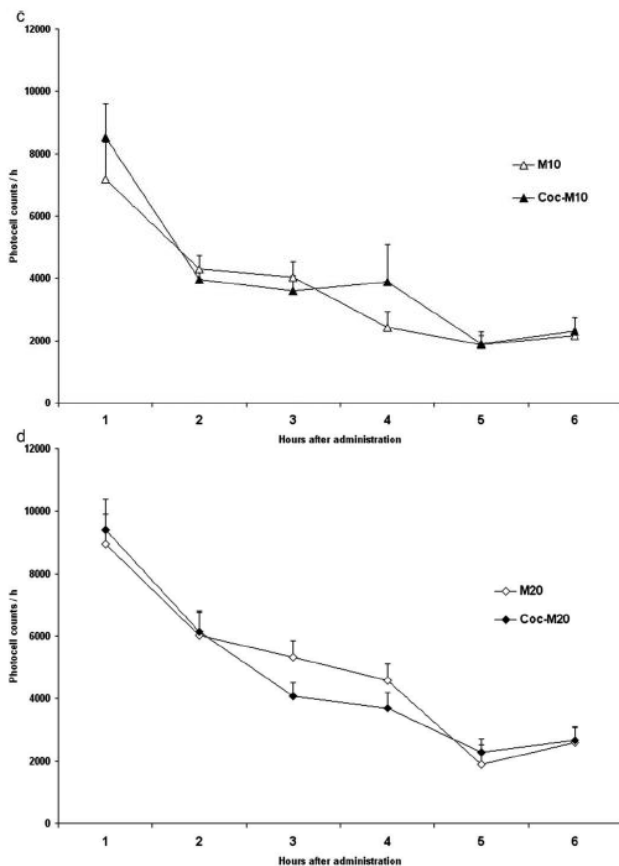 c
12000
10000
8000
6000
4000
2000
0
Photocell counts / h
M10
Coc-M10
1 2 3 4 5 6
Hours after administration
d
12000
10000
8000
6000
4000
2000
0
Photocell counts / h
M20
Coc-M20
1 2 3 4 5 6
Hours after administration